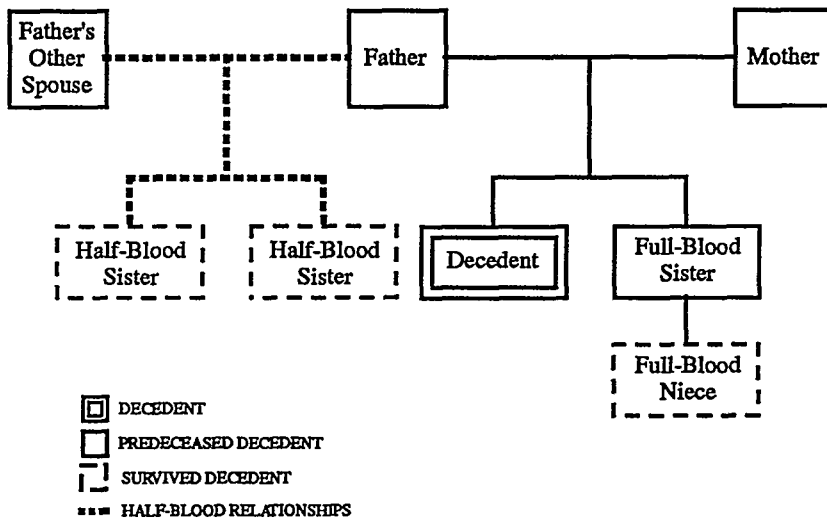 Father's
Other
Spouse
Father
Mother
Half-Blood
Sister
Half-Blood
Sister
Decedent
Full-Blood
Sister
Full-Blood
Niece
DECEDENT
PREDECEASED DECEDENT
SURVIVED DECEDENT
HALF-BLOOD RELATIONSHIPS